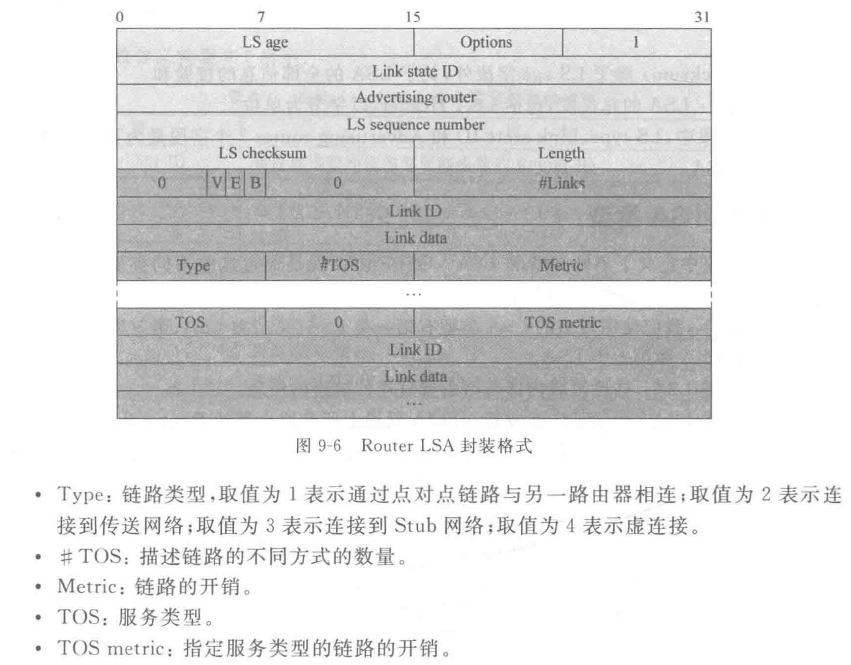 0 7 15 31
LS age Options 1
Link state ID
Advertising router
LS sequence number
LS checksum Length
0 V E B 0 #Links
Link ID
Link data
Type #TOS Metric
...
TOS 0 TOS metric
Link ID
Link data
...
图 9-6 Router LSA 封装格式
• Type：链路类型，取值为 1 表示通过点对点链路与另一路由器相连；取值为 2 表示连
接到传送网络；取值为 3 表示连接到 Stub 网络；取值为 4 表示虚连接。
• #TOS：描述链路的不同方式的数量。
• Metric：链路的开销。
• TOS：服务类型。
• TOS metric：指定服务类型的链路的开销。